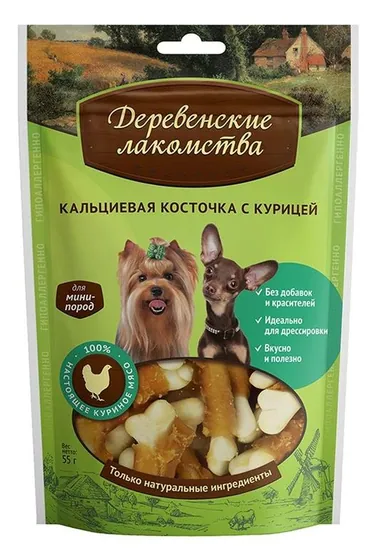 Деревенские
лакомства
КАЛЬЦИЕВАЯ КОСТОЧКА С КУРИЦЕЙ
для
мини-
пород
Без добавок
и красителей
Идеально
для дрессировки
Вкусно
и полезно
100%
НАСТОЯЩЕЕ КУРИНОЕ МЯСО
Вес
нетто:
55 г
Только натуральные ингредиенты
ГИПОАЛЛЕРГЕННО
ГИПОАЛЛЕРГЕННО